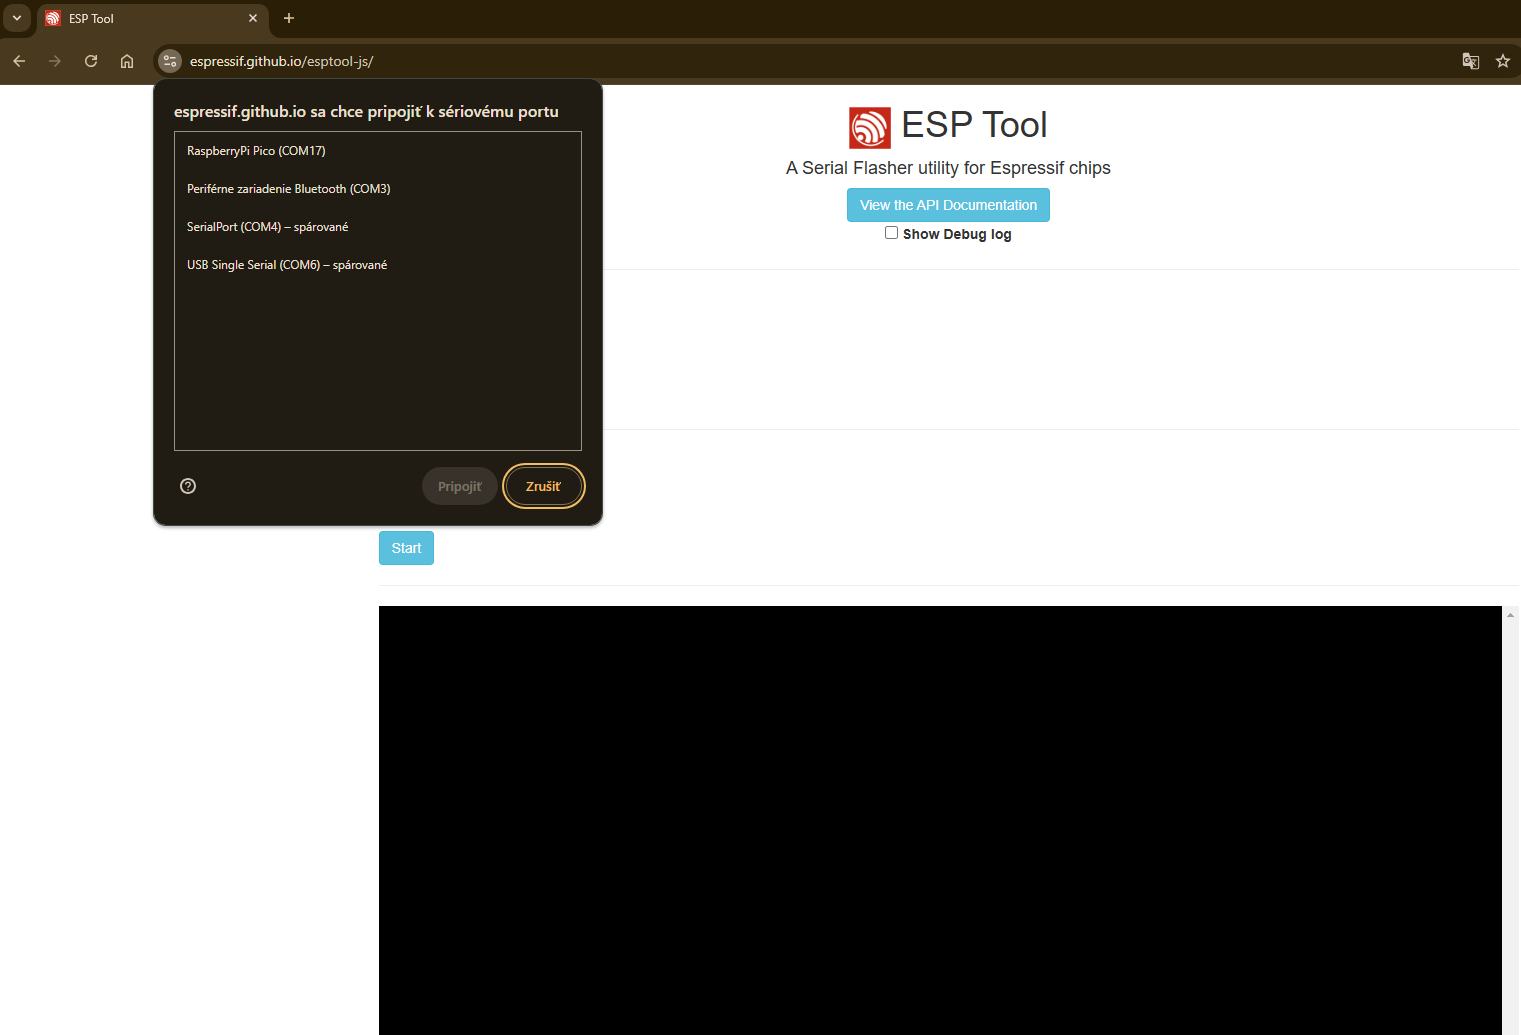 ESP Tool
espressif.github.io/esptool-js/
espressif.github.io sa chce pripojiť k sériovému portu
RaspberryPi Pico (COM17)
Periférne zariadenie Bluetooth (COM3)
SerialPort (COM4) – spárované
USB Single Serial (COM6) – spárované
Pripojiť
Zrušiť
ESP Tool
A Serial Flasher utility for Espressif chips
View the API Documentation
Show Debug log
Start